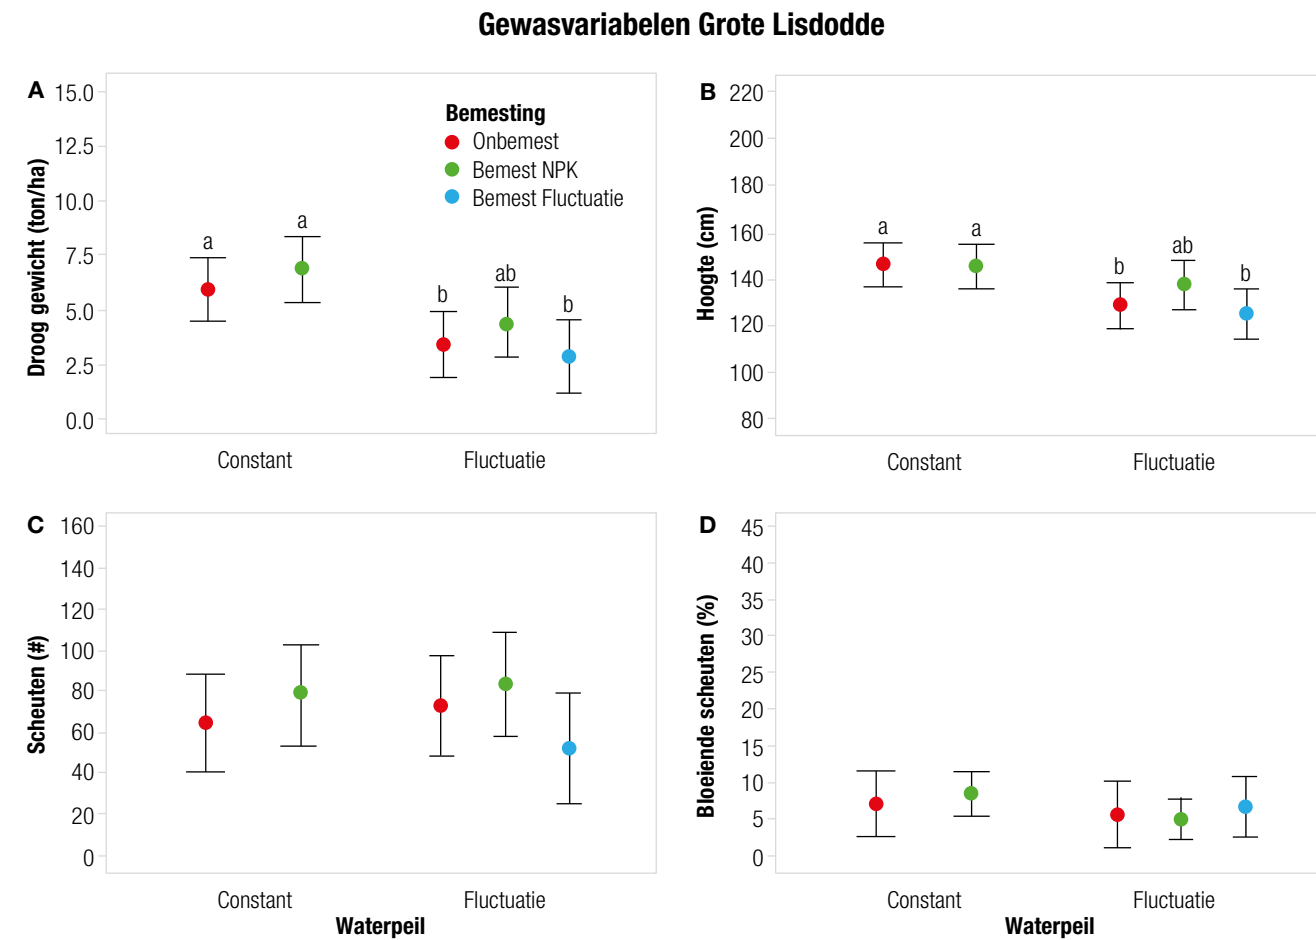 Gewasvariabelen Grote Lisdodde
A
Droog gewicht (ton/ha)
15.0
12.5
10.0
7.5
5.0
2.5
0.0
Bemesting
Onbemest
Bemest NPK
Bemest Fluctuatie
a
a
b
ab
b
Constant
Fluctuatie
B
Hoogte (cm)
220
200
180
160
140
120
100
80
a
a
b
ab
b
Constant
Fluctuatie
C
Scheuten (#)
160
140
120
100
80
60
40
20
0
Constant
Fluctuatie
Waterpeil
D
Bloeiende scheuten (%)
45
40
35
30
25
20
15
10
5
0
Constant
Fluctuatie
Waterpeil